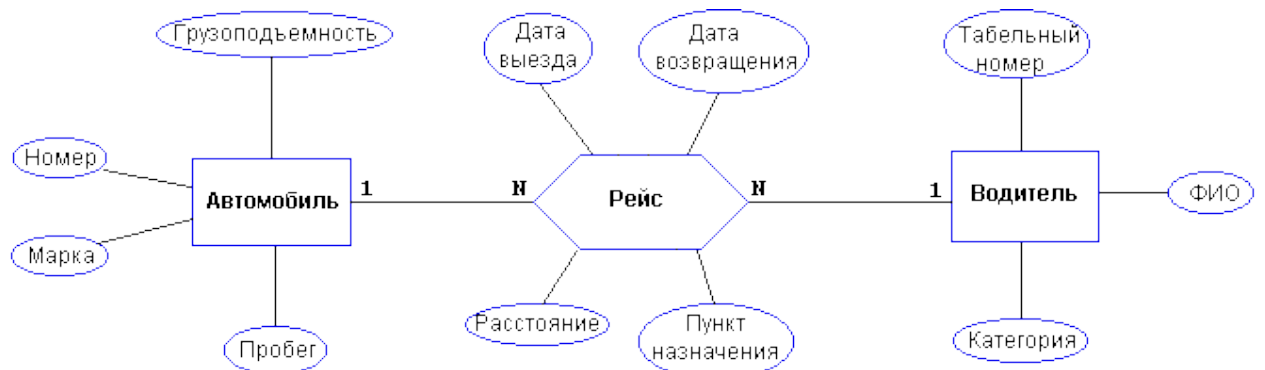 Грузоподъемность
Дата
выезда
Дата
возвращения
Табельный
номер
Номер
Марка
Автомобиль
1
N
Рейс
N
1
Водитель
ФИО
Пробег
Расстояние
Пункт
назначения
Категория